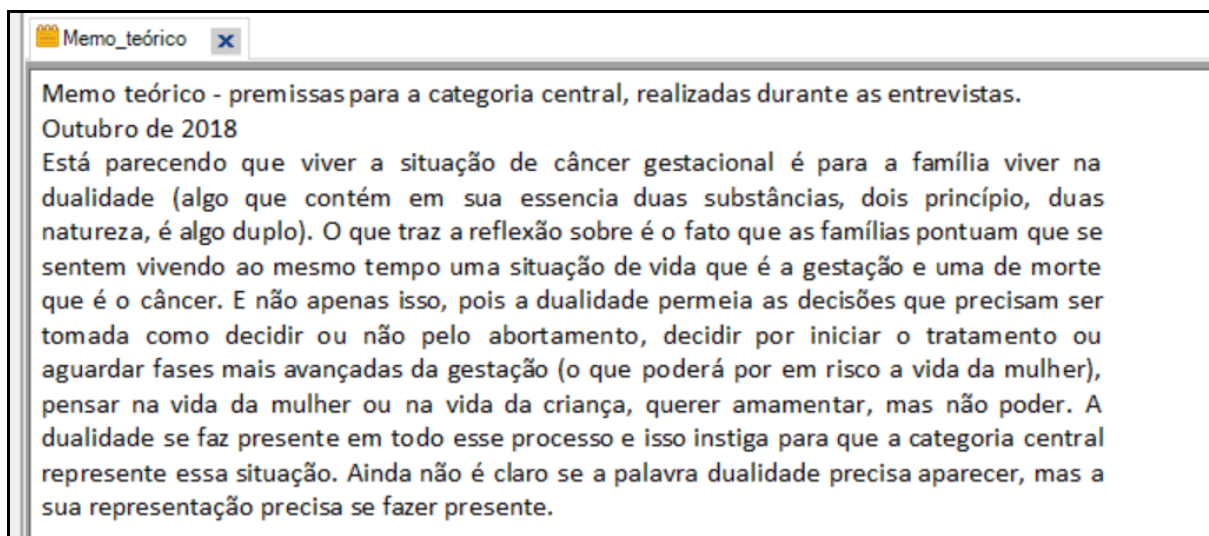 Memo_teórico
Memo teórico - premissas para a categoria central, realizadas durante as entrevistas.
Outubro de 2018
Está parecendo que viver a situação de câncer gestacional é para a família viver na
dualidade (algo que contém em sua essencia duas substâncias, dois princípio, duas
natureza, é algo duplo). O que traz a reflexão sobre é o fato que as famílias pontuam que se
sentem vivendo ao mesmo tempo uma situação de vida que é a gestação e uma de morte
que é o câncer. E não apenas isso, pois a dualidade permeia as decisões que precisam ser
tomada como decidir ou não pelo abortamento, decidir por iniciar o tratamento ou
aguardar fases mais avançadas da gestação (o que poderá por em risco a vida da mulher),
pensar na vida da mulher ou na vida da criança, querer amamentar, mas não poder. A
dualidade se faz presente em todo esse processo e isso instiga para que a categoria central
represente essa situação. Ainda não é claro se a palavra dualidade precisa aparecer, mas a
sua representação precisa se fazer presente.